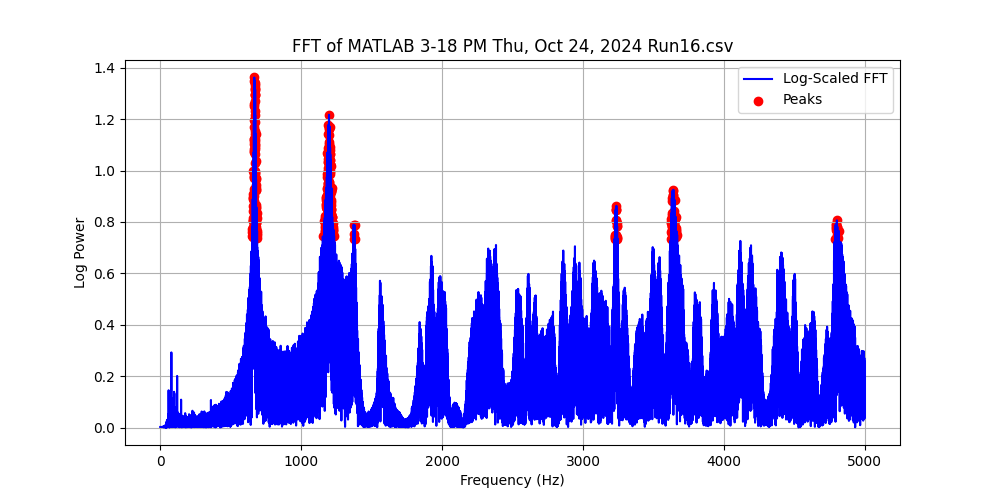 FFT of MATLAB 3-18 PM Thu, Oct 24, 2024 Run16.csv
Log-Scaled FFT
Peaks
1.4
1.2
1.0
0.8
0.6
0.4
0.2
0.0
Log Power
0 1000 2000 3000 4000 5000
Frequency (Hz)